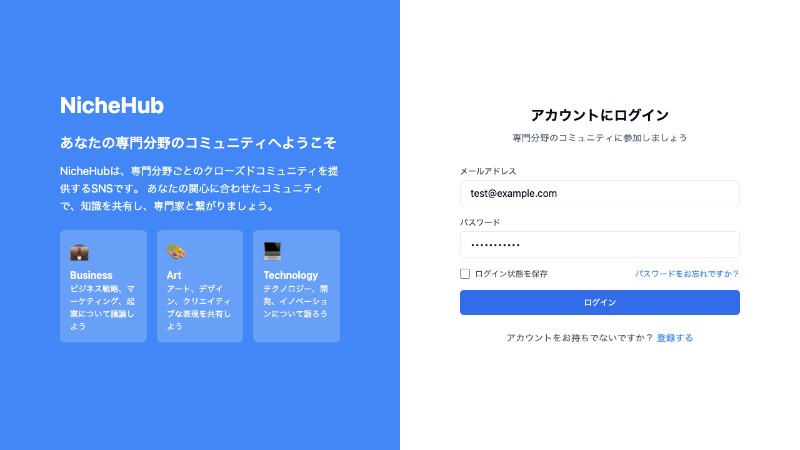 NicheHub
あなたの専門分野のコミュニティへようこそ
NicheHubは、専門分野ごとのクローズドコミュニティを提
供するSNSです。 あなたの関心に合わせたコミュニティ
で、知識を共有し、専門家と繋がりましょう。
Business
ビジネス戦略、マ
ーケティング、起
業について議論し
よう
Art
アート、デザイ
ン、クリエイティ
ブな表現を共有し
よう
Technology
テクノロジー、開
発、イノベーショ
ンについて語ろう
アカウントにログイン
専門分野のコミュニティに参加しましょう
メールアドレス
test@example.com
パスワード
•••••••••••
ログイン状態を保存
パスワードをお忘れですか？
ログイン
アカウントをお持ちでないですか？ 登録する